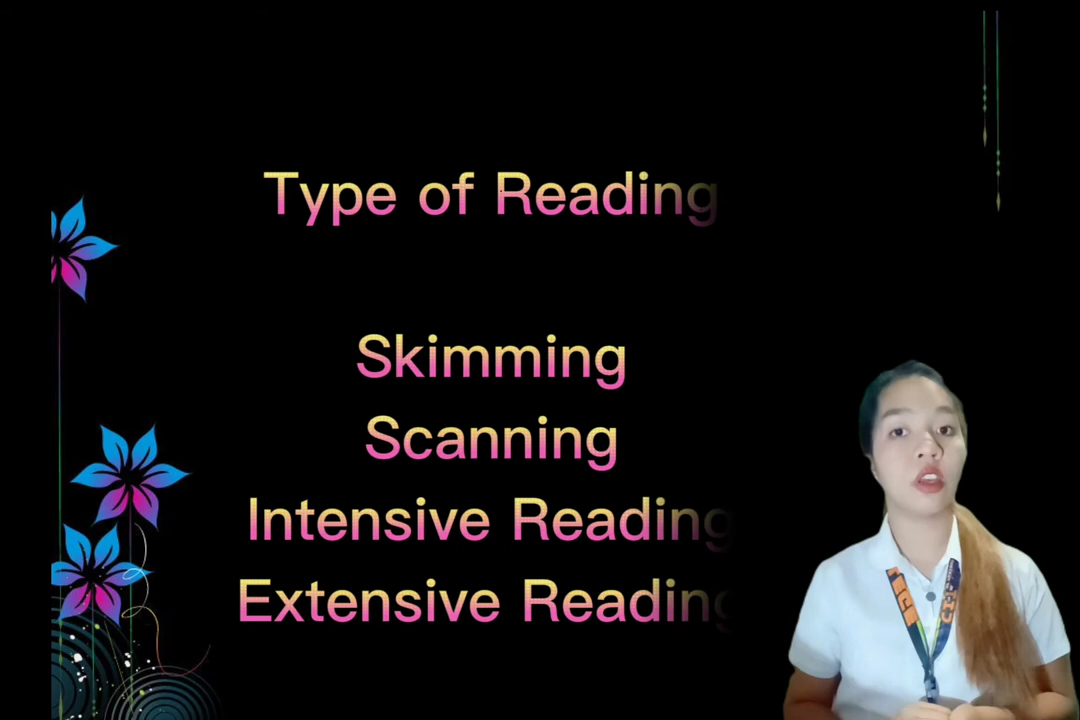 Type of Reading
Skimming
Scanning
Intensive Reading
Extensive Reading